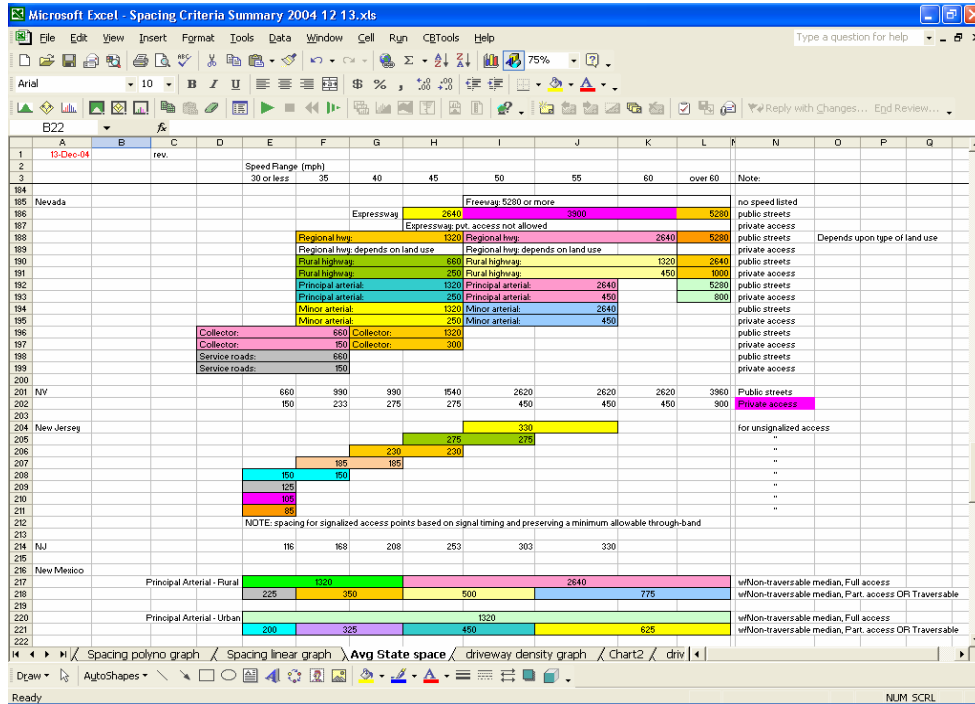 Microsoft Excel - Spacing Criteria Summary 2004 12 13.xls
File Edit View Insert Format Tools Data Window Cell Run CBTools Help Type a question for help
75%
Arial 10 B I U $ % ,
Reply with Changes... End Review...
B22 fx
A B C D E F G H I J K L N O P Q
1 13-Dec-04 rev.
2 Speed Range (mph)
3 30 or less 35 40 45 50 55 60 over 60 Note:
184
185 Nevada Freeway: 5280 or more no speed listed
186 Expressway 2640 3900 5280 public streets
187 Expressway: pvt. access not allowed private access
188 Regional hwy: 1320 Regional hwy: 2640 5280 public streets Depends upon type of land use
189 Regional hwy: depends on land use Regional hwy: depends on land use private access
190 Rural highway: 660 Rural highway: 1320 2640 public streets
191 Rural highway: 250 Rural highway: 450 1000 private access
192 Principal arterial: 1320 Principal arterial: 2640 5280 public streets
193 Principal arterial: 250 Principal arterial: 450 800 private access
194 Minor arterial: 1320 Minor arterial: 2640 public streets
195 Minor arterial: 250 Minor arterial: 450 private access
196 Collector: 660 Collector: 1320 public streets
197 Collector: 150 Collector: 300 private access
198 Service roads: 660 public streets
199 Service roads: 150 private access
200
201 NV 660 990 990 1540 2620 2620 2620 3960 Public streets
202 150 233 275 275 450 450 450 900 Private access
203
204 New Jersey 330 for unsignalized access
205 275 275 "
206 230 230 "
207 185 185 "
208 150 150 "
209 125 "
210 105 "
211 85 "
212 NOTE: spacing for signalized access points based on signal timing and preserving a minimum allowable through-band
213
214 NJ 116 168 208 253 303 330
215
216 New Mexico
217 Principal Arterial - Rural 1320 2640 w/Non-traversable median, Full access
218 225 350 500 775 w/Non-traversable median, Part. access OR Traversable
219
220 Principal Arterial - Urban 1320 w/Non-traversable median, Full access
221 200 325 450 625 w/Non-traversable median, Part. access OR Traversable
222
Spacing polyno graph Spacing linear graph Avg State space driveway density graph Chart2 driv
Draw AutoShapes
Ready NUM SCRL